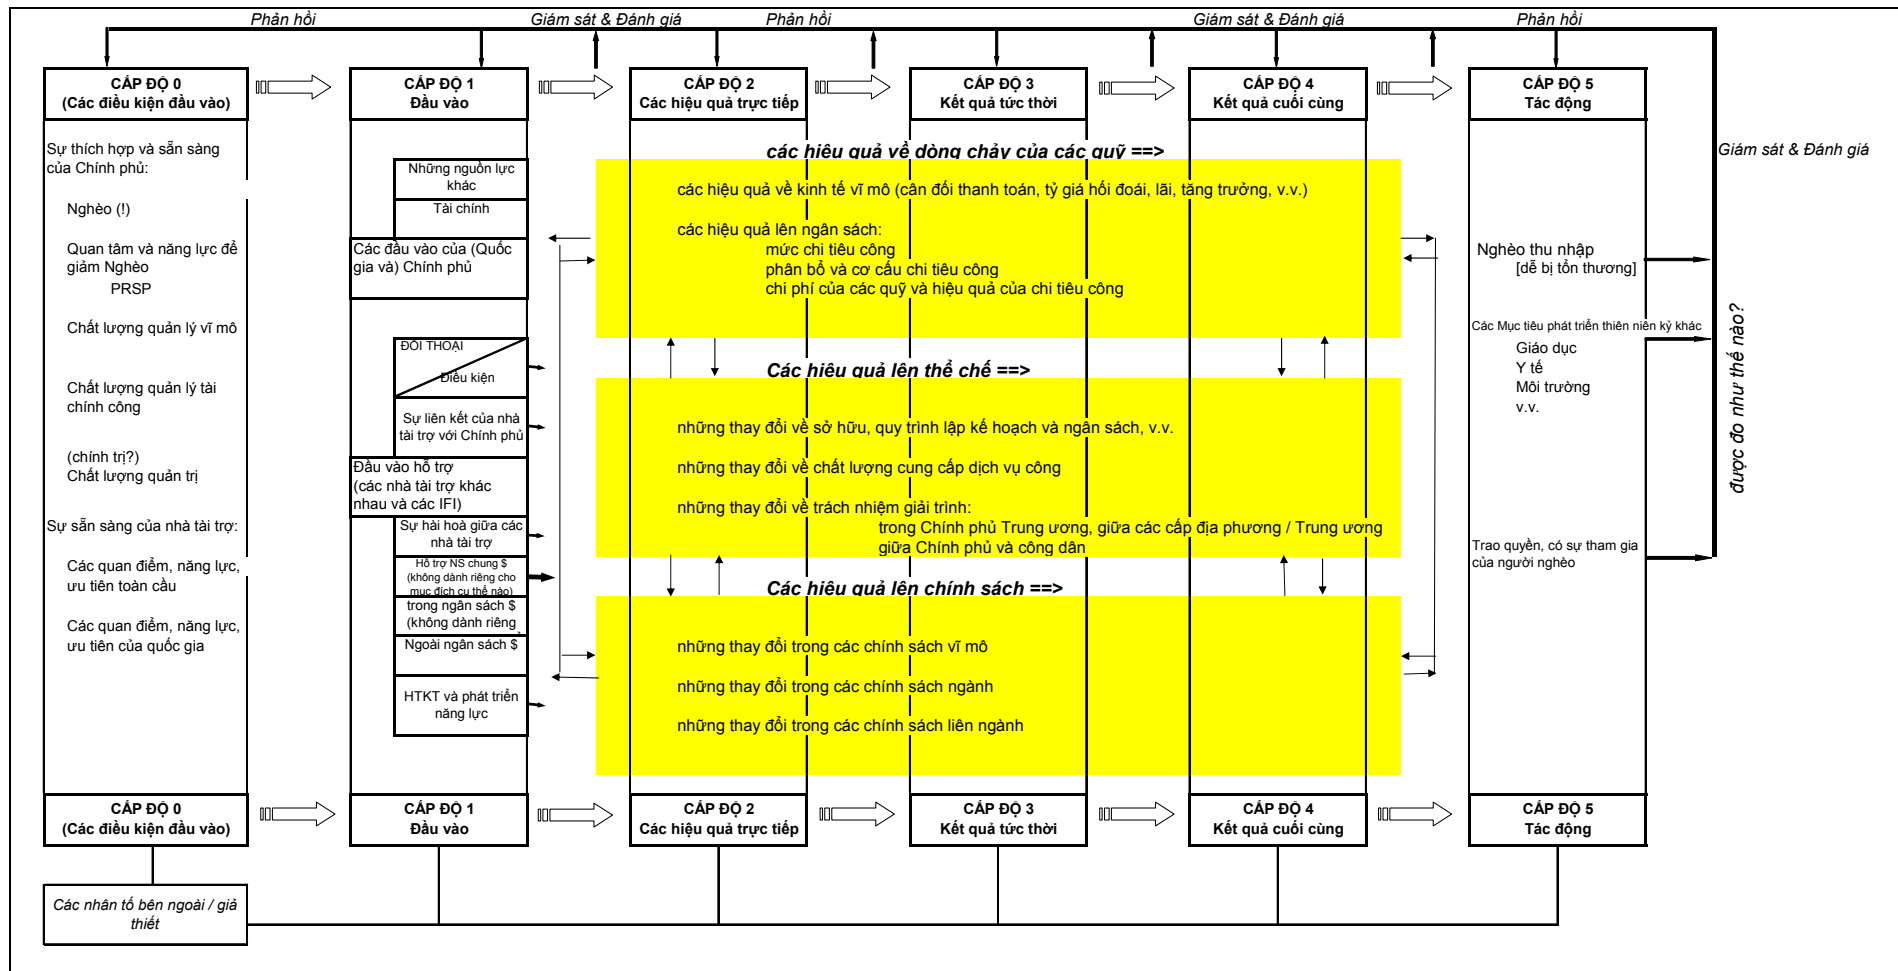 Phản hồi
Giám sát & Đánh giá
Phản hồi
Giám sát & Đánh giá
Phản hồi
CẤP ĐỘ 0
(Các điều kiện đầu vào)
CẤP ĐỘ 1
Đầu vào
CẤP ĐỘ 2
Các hiệu quả trực tiếp
CẤP ĐỘ 3
Kết quả tức thời
CẤP ĐỘ 4
Kết quả cuối cùng
CẤP ĐỘ 5
Tác động
Sự thích hợp và sẵn sàng
của Chính phủ:
Nghèo (!)
Quan tâm và năng lực để
giảm Nghèo
PRSP
Chất lượng quản lý vĩ mô
Chất lượng quản lý tài
chính công
(chính trị?)
Chất lượng quản trị
Sự sẵn sàng của nhà tài trợ:
Các quan điểm, năng lực,
ưu tiên toàn cầu
Các quan điểm, năng lực,
ưu tiên của quốc gia
Những nguồn lực
khác
Tài chính
Các đầu vào của (Quốc
gia và) Chính phủ
ĐỐI THOẠI
Điều kiện
Sự liên kết của nhà
tài trợ với Chính phủ
Đầu vào hỗ trợ
(các nhà tài trợ khác
nhau và các IFI)
Sự hài hoà giữa các
nhà tài trợ
Hỗ trợ NS chung $
(không dành riêng cho
mục đích cụ thể nào)
trong ngân sách $
(không dành riêng
Ngoài ngân sách $
HTKT và phát triển
năng lực
các hiệu quả về dòng chảy của các quỹ ==>
các hiệu quả về kinh tế vĩ mô (cân đối thanh toán, tỷ giá hối đoái, lãi, tăng trưởng, v.v.)
các hiệu quả lên ngân sách:
mức chi tiêu công
phân bổ và cơ cấu chi tiêu công
chi phí của các quỹ và hiệu quả của chi tiêu công
Các hiệu quả lên thể chế ==>
những thay đổi về sở hữu, quy trình lập kế hoạch và ngân sách, v.v.
những thay đổi về chất lượng cung cấp dịch vụ công
những thay đổi về trách nhiệm giải trình:
trong Chính phủ Trung ương, giữa các cấp địa phương / Trung ương
giữa Chính phủ và công dân
Các hiệu quả lên chính sách ==>
những thay đổi trong các chính sách vĩ mô
những thay đổi trong các chính sách ngành
những thay đổi trong các chính sách liên ngành
Nghèo thu nhập
[dễ bị tổn thương]
Các Mục tiêu phát triển thiên niên kỷ khác
Giáo dục
Y tế
Môi trường
v.v.
Trao quyền, có sự tham gia
của người nghèo
Giám sát & Đánh giá
được đo như thế nào?
CẤP ĐỘ 0
(Các điều kiện đầu vào)
CẤP ĐỘ 1
Đầu vào
CẤP ĐỘ 2
Các hiệu quả trực tiếp
CẤP ĐỘ 3
Kết quả tức thời
CẤP ĐỘ 4
Kết quả cuối cùng
CẤP ĐỘ 5
Tác động
Các nhân tố bên ngoài / giả
thiết